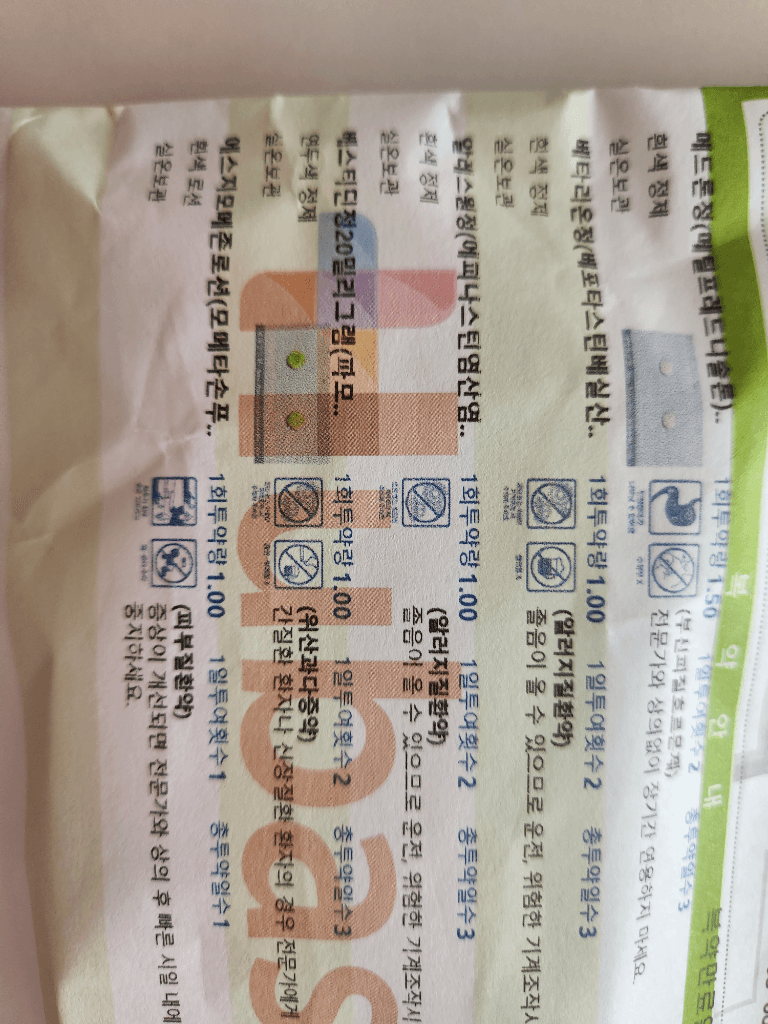 복 약 안 내
메드론정(메틸프레드니솔론)..
1회투약량 1.50 1일투여횟수 2 총투약일수 3
흰색 정제
실온보관
(부신피질호르몬제)
전문가와 상의없이 장기간 연용하지 마세요.
베타리온정(베포타스틴베실산..
1회투약량 1.00 1일투여횟수 2 총투약일수 3
흰색 정제
실온보관
(알러지질환약)
졸음이 올 수 있으므로 운전, 위험한 기계조작시
알레스원정(에피나스틴염산염..
1회투약량 1.00 1일투여횟수 2 총투약일수 3
흰색 정제
실온보관
(알러지질환약)
졸음이 올 수 있으므로 운전, 위험한 기계조작시
베스티딘정20밀리그램(파모..
1회투약량 1.00 1일투여횟수 2 총투약일수 3
연두색 정제
실온보관
(위산과다증약)
간질환 환자나 신장질환 환자의 경우 전문가에게
에스지모메존로션(모메타손푸..
1회투약량 1.00 1일투여횟수 1 총투약일수 1
흰색 로션
실온보관
(피부질환약)
증상이 개선되면 전문가와 상의 후 빠른 시일 내에
중지하세요.